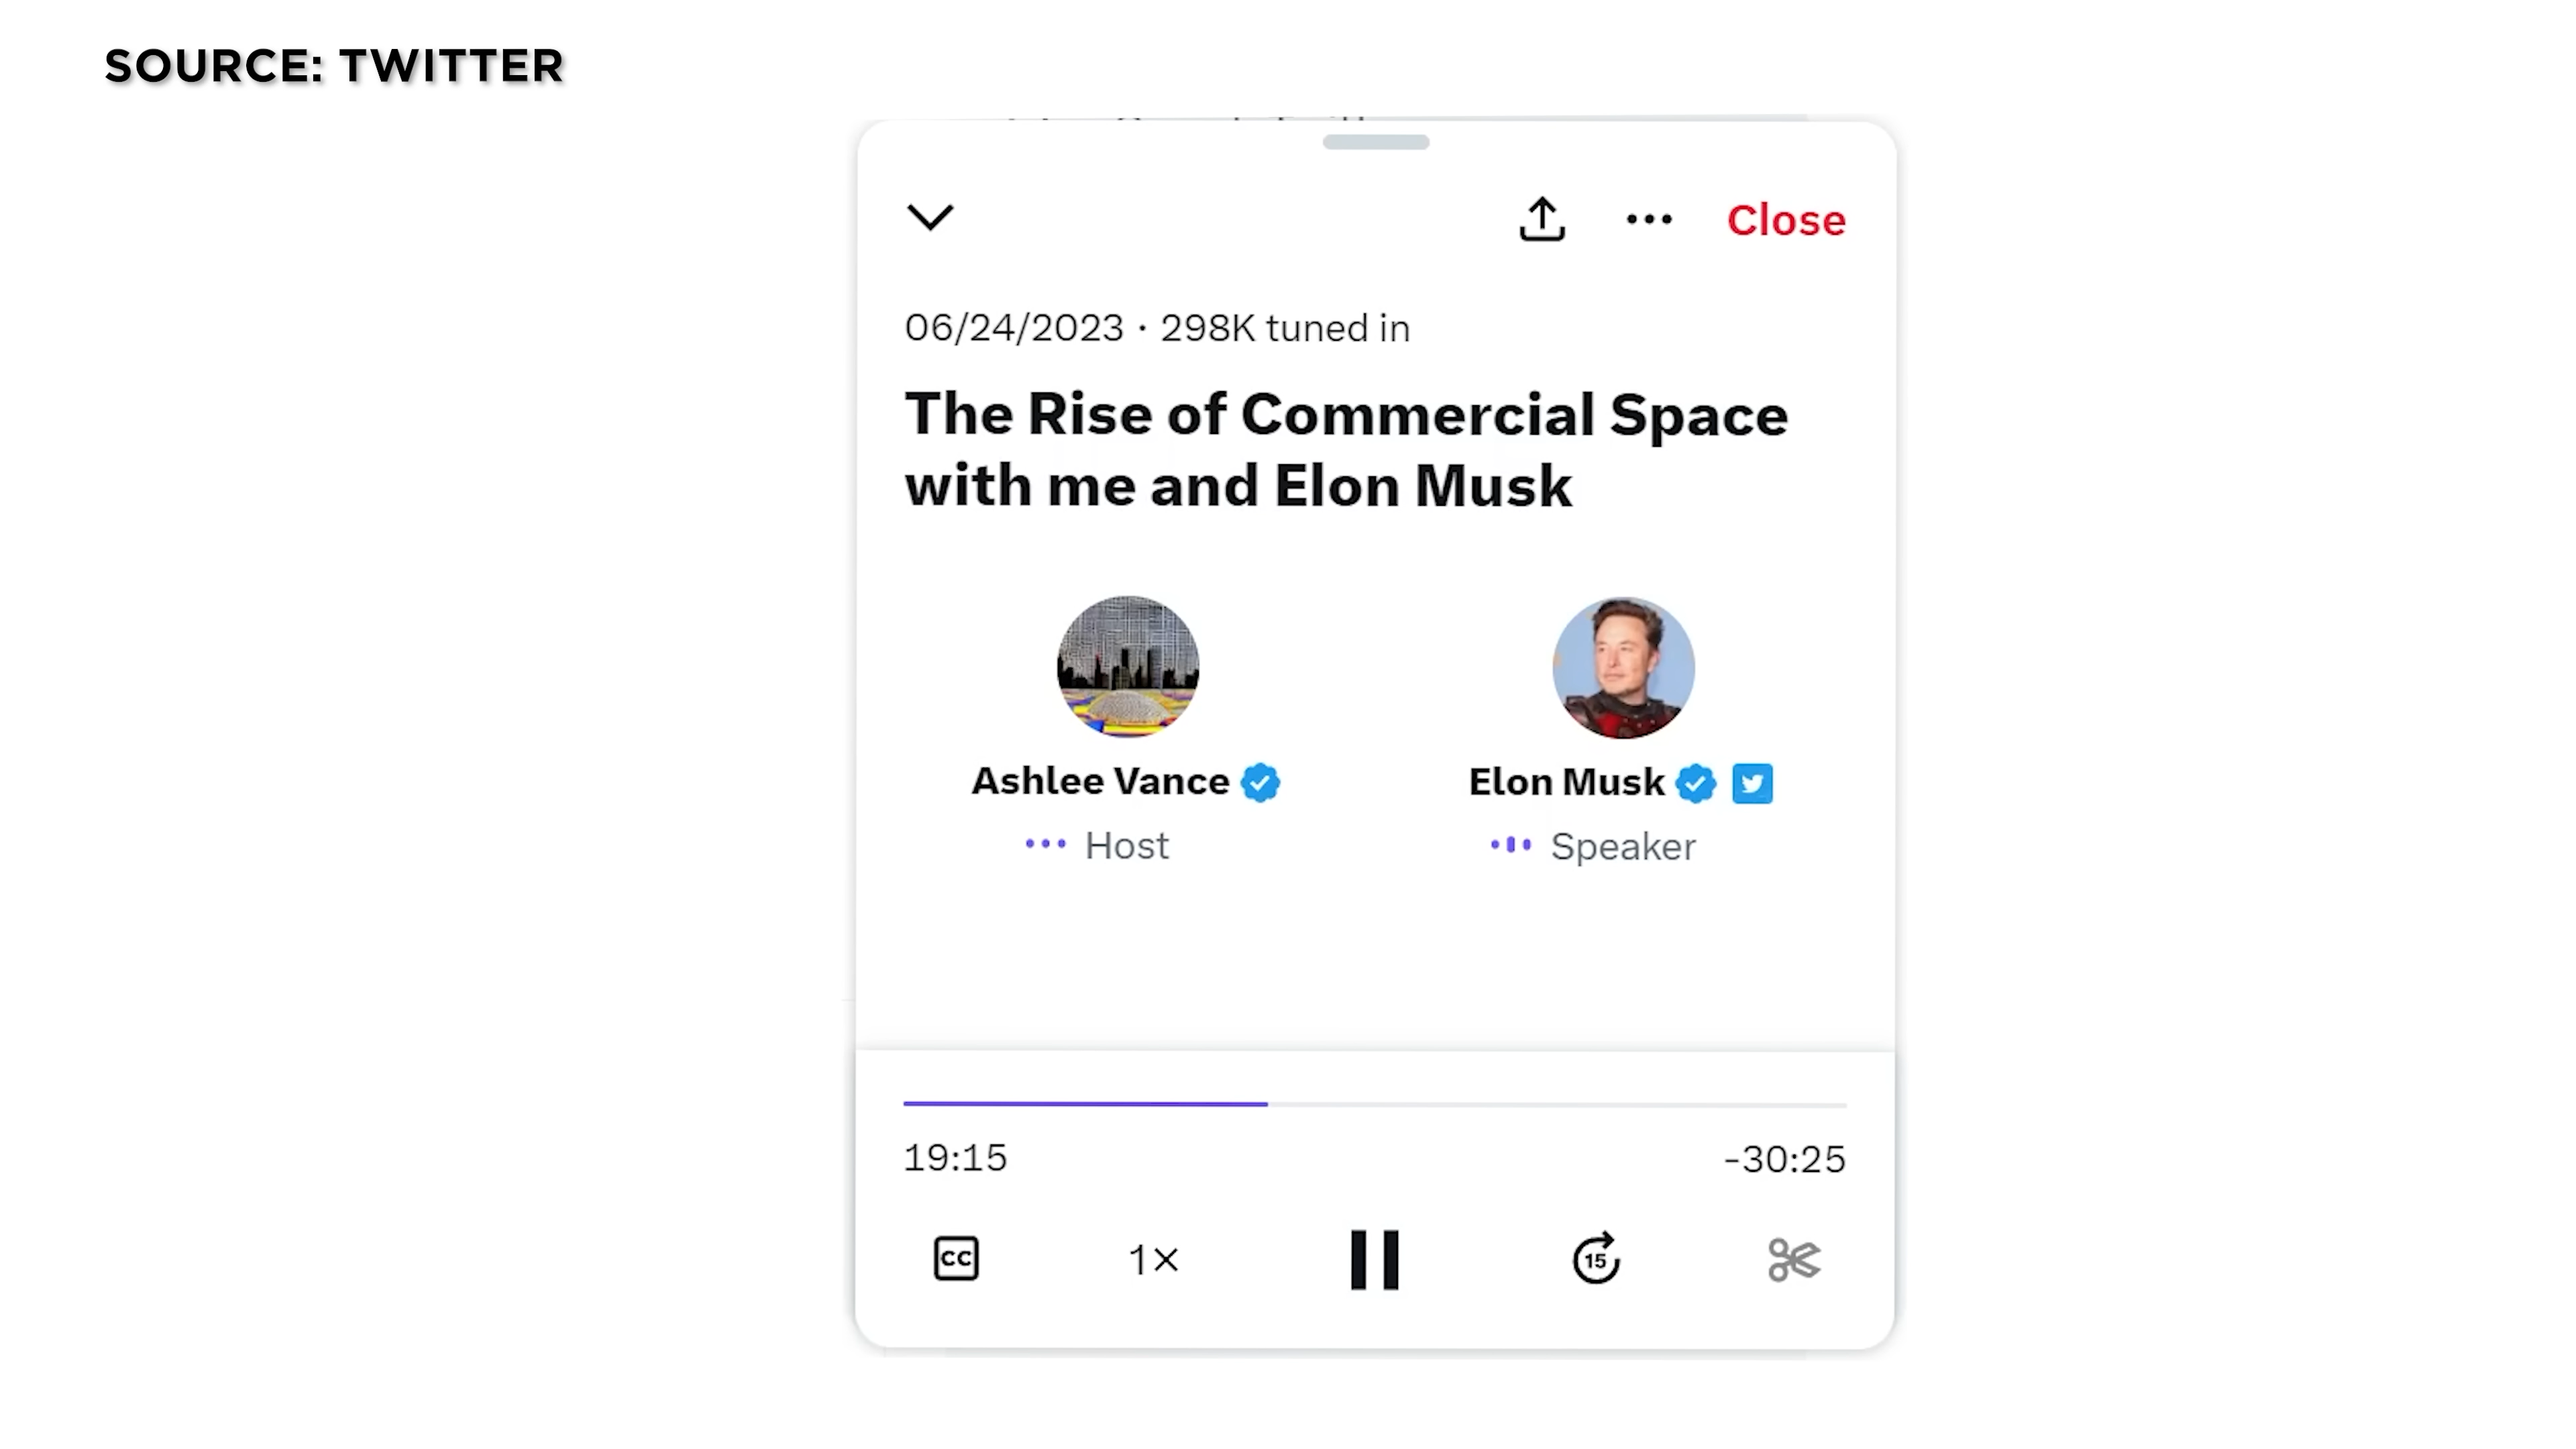 SOURCE: TWITTER
Close
06/24/2023 · 298K tuned in
The Rise of Commercial Space
with me and Elon Musk
Ashlee Vance
Elon Musk
Host
Speaker
19:15
-30:25
CC
1×
15